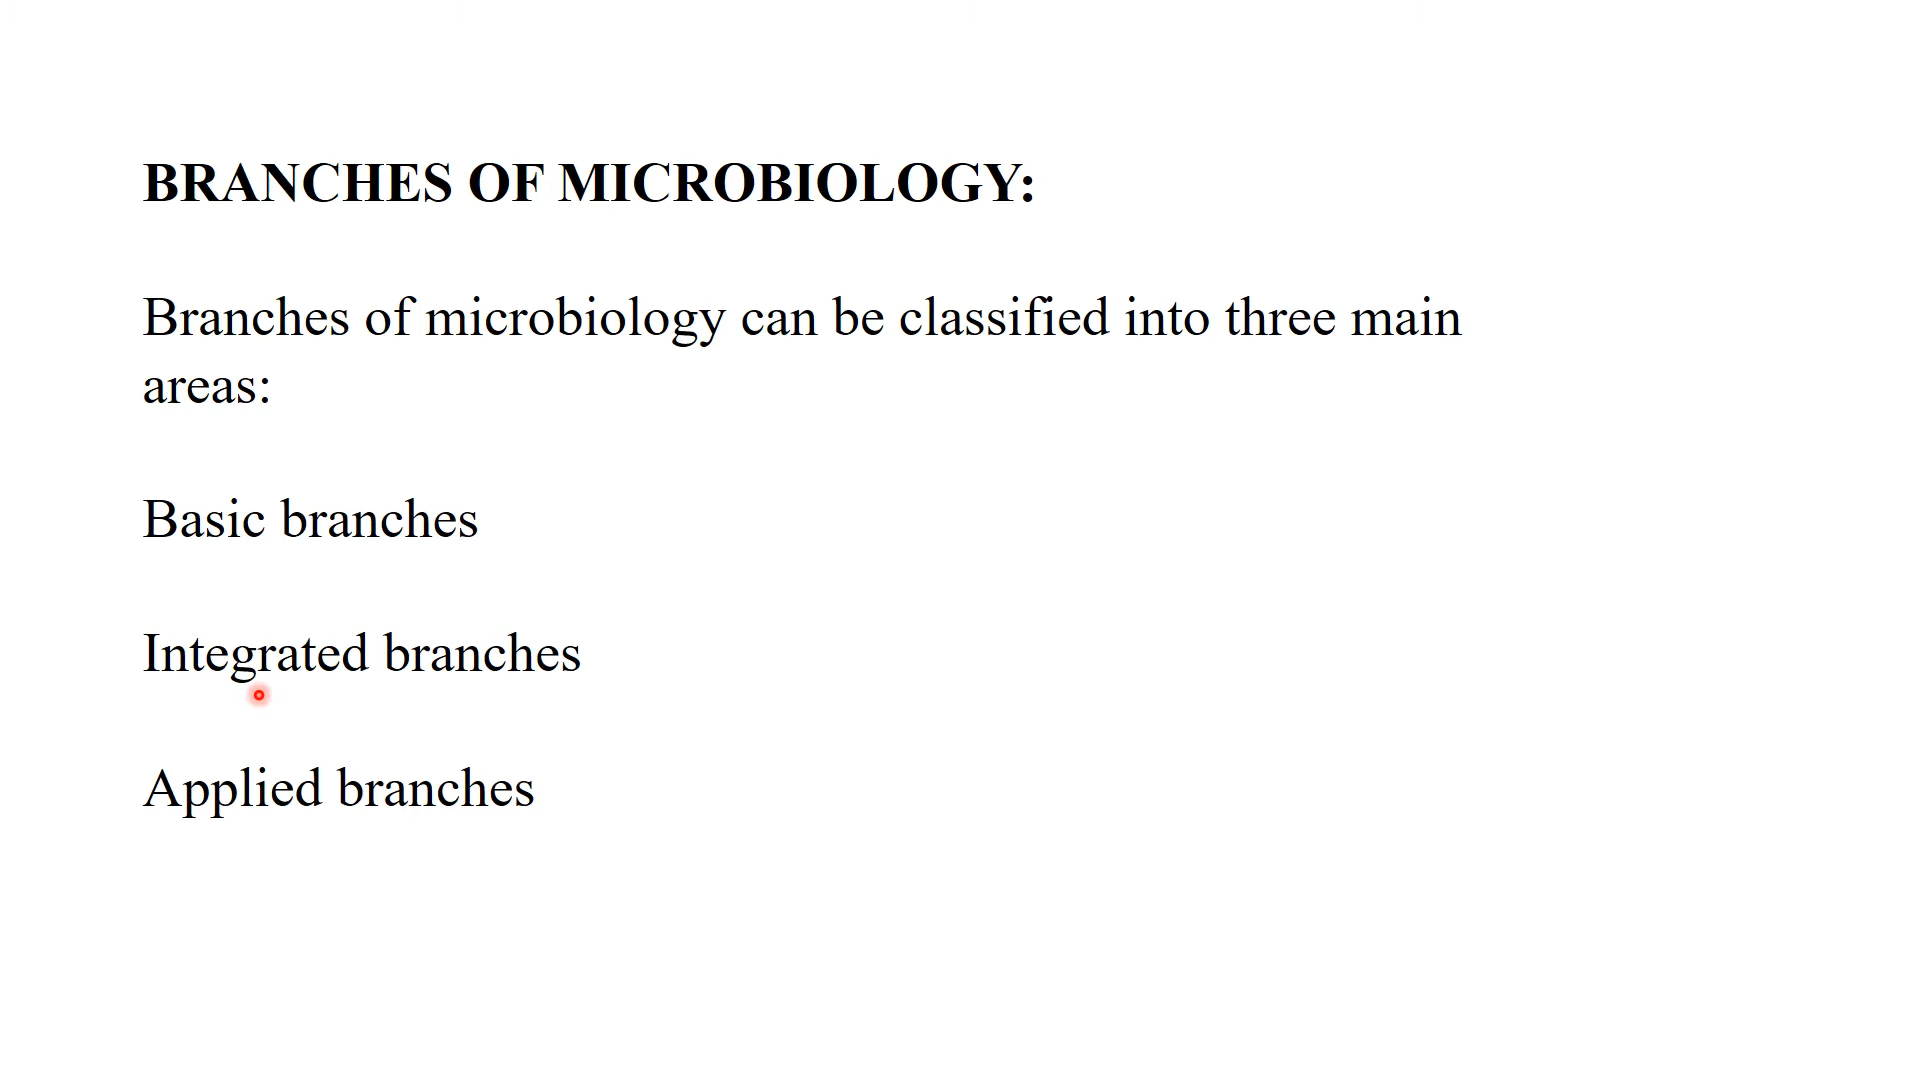 BRANCHES OF MICROBIOLOGY:
Branches of microbiology can be classified into three main
areas:
Basic branches
Integrated branches
Applied branches